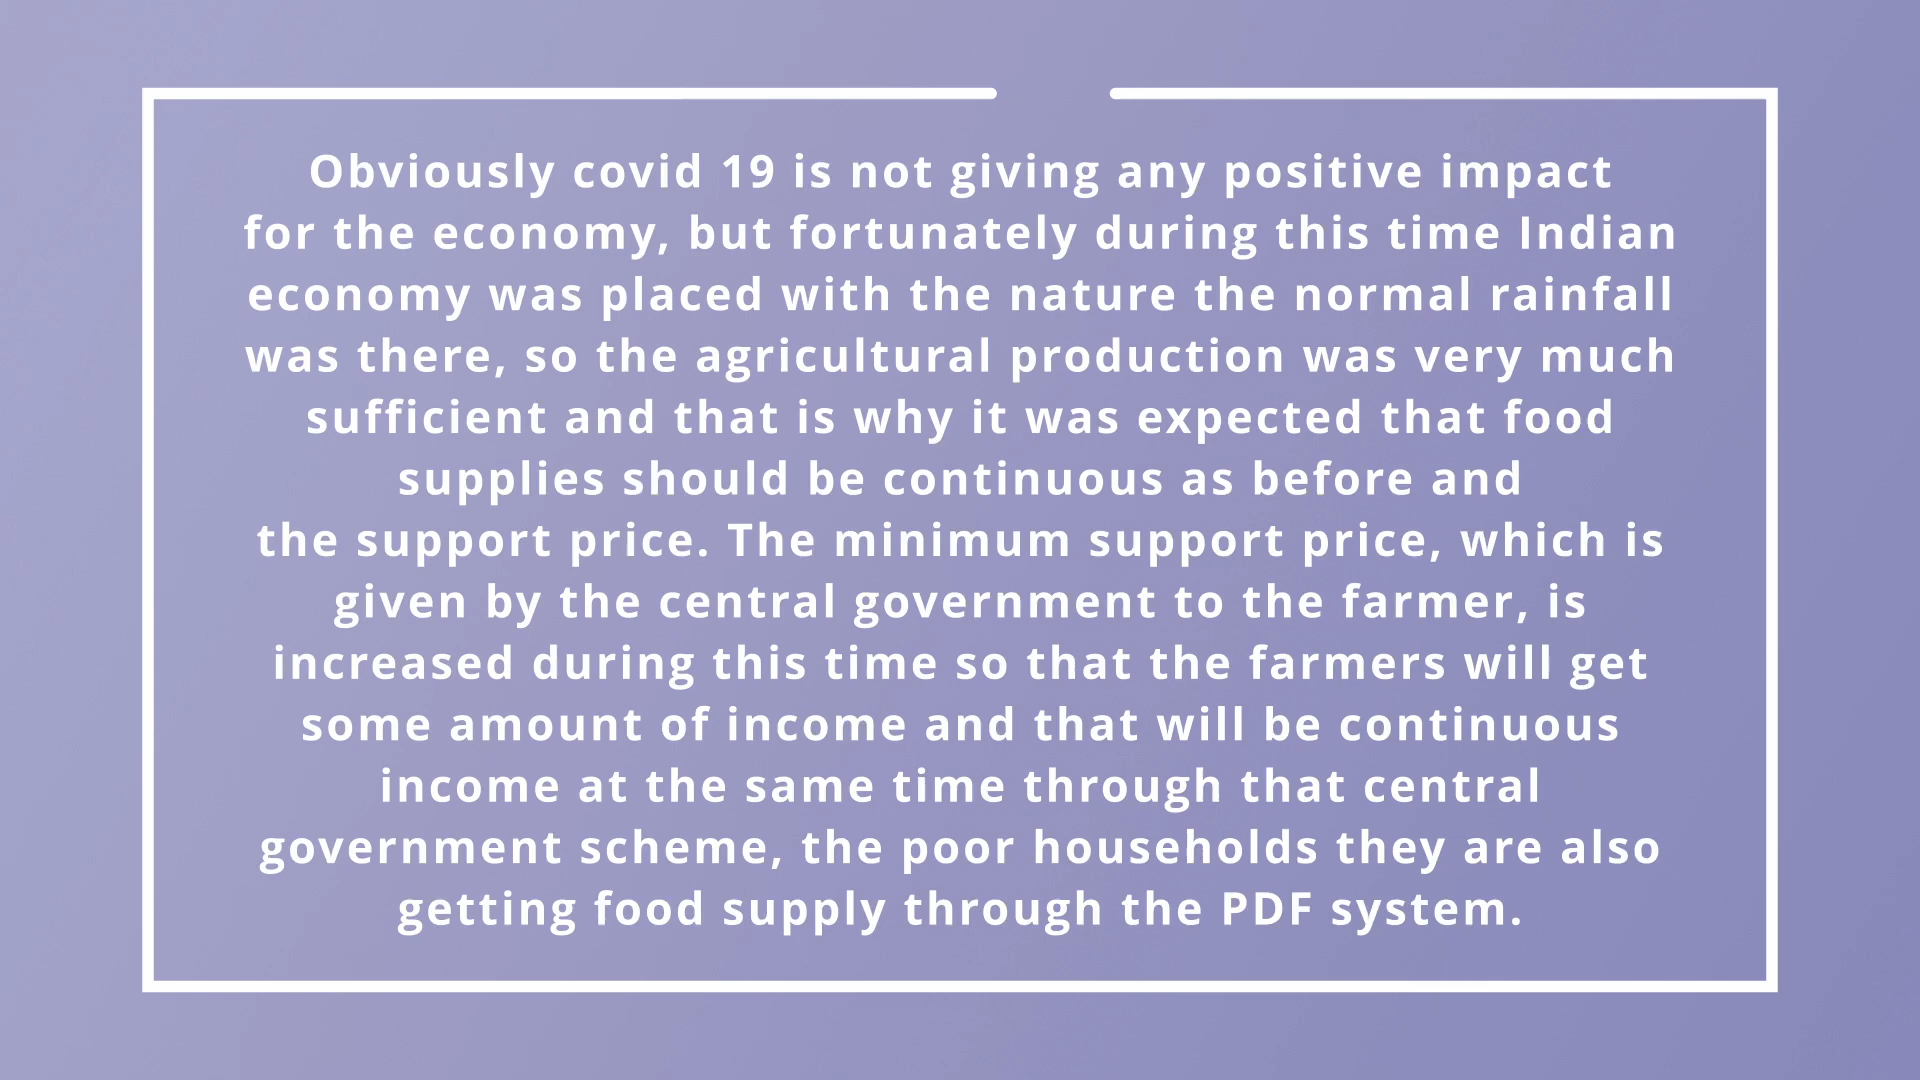 Obviously covid 19 is not giving any positive impact
for the economy, but fortunately during this time Indian
economy was placed with the nature the normal rainfall
was there, so the agricultural production was very much
sufficient and that is why it was expected that food
supplies should be continuous as before and
the support price. The minimum support price, which is
given by the central government to the farmer, is
increased during this time so that the farmers will get
some amount of income and that will be continuous
income at the same time through that central
government scheme, the poor households they are also
getting food supply through the PDF system.